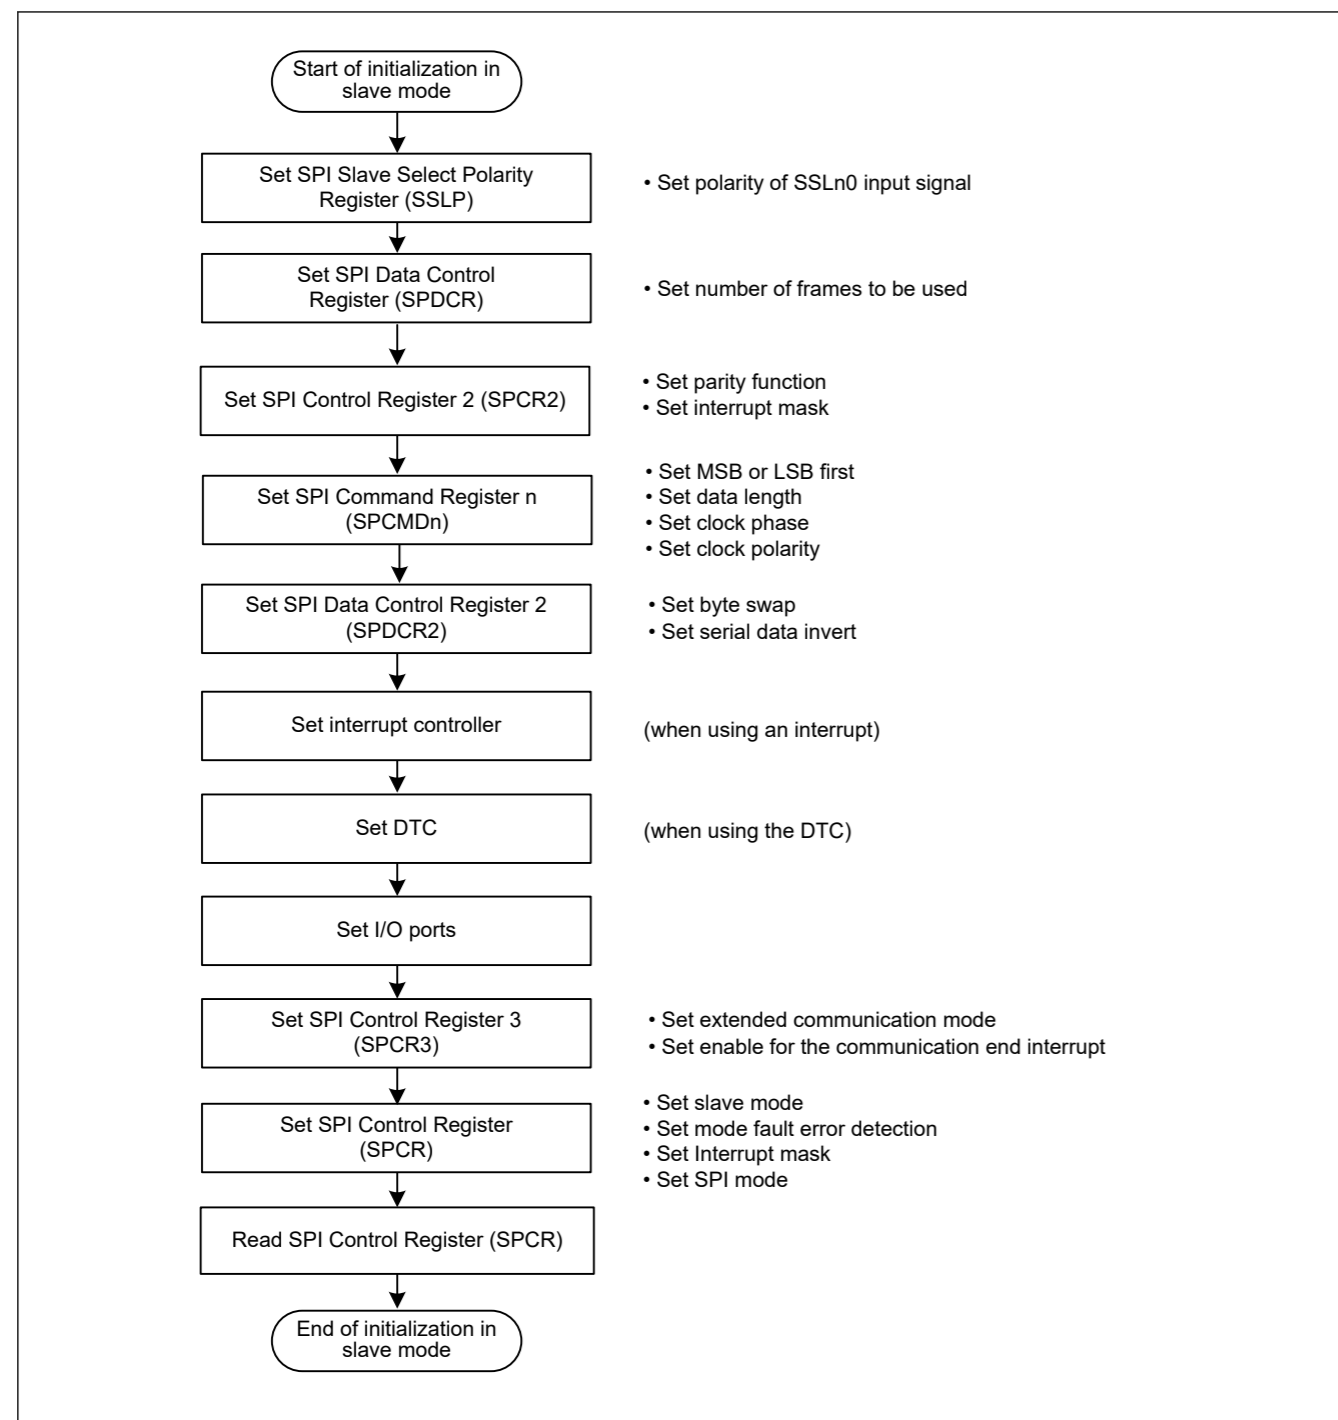 Start of initialization in
slave mode
Set SPI Slave Select Polarity
Register (SSLP)
• Set polarity of SSLn0 input signal
Set SPI Data Control
Register (SPDCR)
• Set number of frames to be used
Set SPI Control Register 2 (SPCR2)
• Set parity function
• Set interrupt mask
Set SPI Command Register n
(SPCMDn)
• Set MSB or LSB first
• Set data length
• Set clock phase
• Set clock polarity
Set SPI Data Control Register 2
(SPDCR2)
• Set byte swap
• Set serial data invert
Set interrupt controller
(when using an interrupt)
Set DTC
(when using the DTC)
Set I/O ports
Set SPI Control Register 3
(SPCR3)
• Set extended communication mode
• Set enable for the communication end interrupt
Set SPI Control Register
(SPCR)
• Set slave mode
• Set mode fault error detection
• Set Interrupt mask
• Set SPI mode
Read SPI Control Register (SPCR)
End of initialization in
slave mode